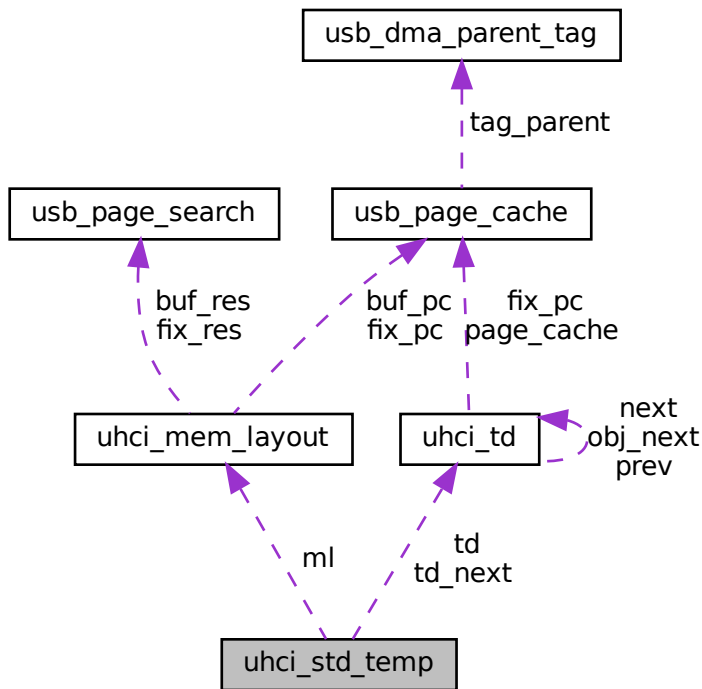 usb_dma_parent_tag
tag_parent
usb_page_search
usb_page_cache
buf_res
fix_res
buf_pc
fix_pc
fix_pc
page_cache
next
obj_next
prev
uhci_mem_layout
uhci_td
ml
td
td_next
uhci_std_temp